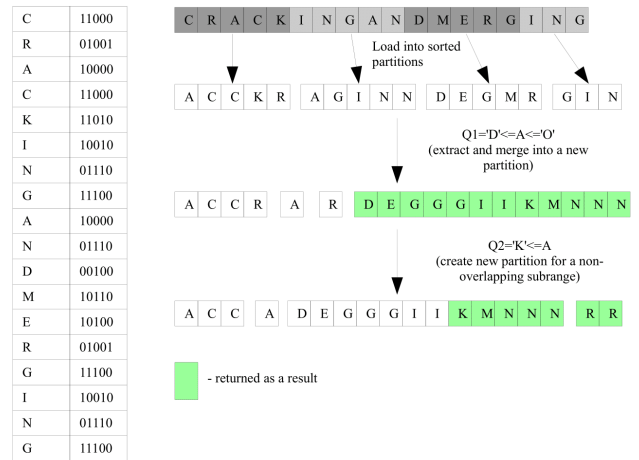 C 11000
R 01001
A 10000
C 11000
K 11010
I 10010
N 01110
G 11100
A 10000
N 01110
D 00100
M 10110
E 10100
R 01001
G 11100
I 10010
N 01110
G 11100
C R A C K I N G A N D M E R G I N G
Load into sorted
partitions
A C C K R A G I N N D E G M R G I N
Q1='D'<=A<='O'
(extract and merge into a new
partition)
A C C R A R D E G G G I I K M N N N
Q2='K'<=A
(create new partition for a non-
overlapping subrange)
A C C A D E G G G I I K M N N N R R
- returned as a result